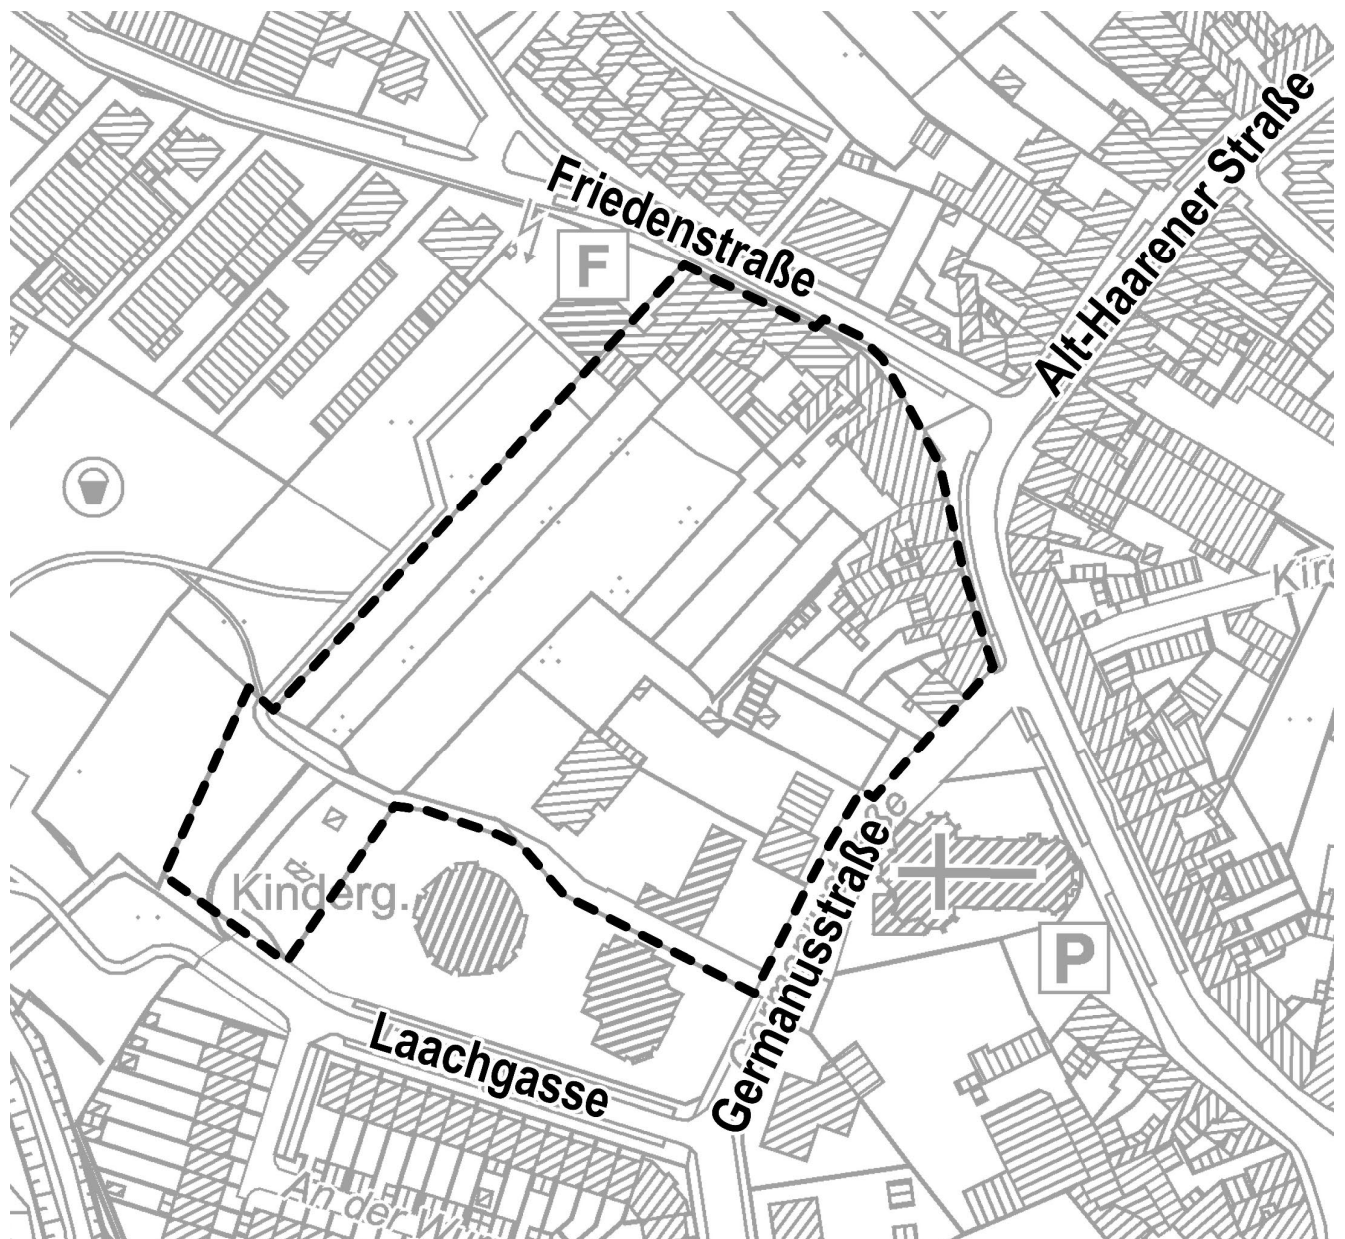 Alt-Haarener Straße
Friedenstraße
F
Kinderg.
Germanusstraße
P
Laachgasse
An der